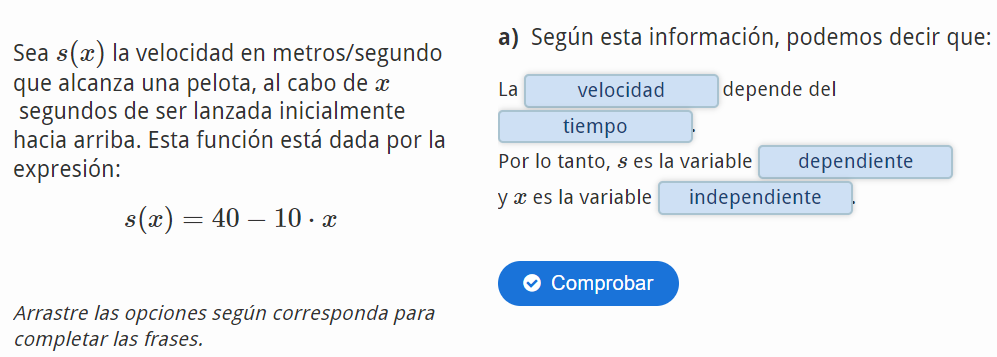 Sea s(x) la velocidad en metros/segundo
que alcanza una pelota, al cabo de x
segundos de ser lanzada inicialmente
hacia arriba. Esta función está dada por la
expresión:
s(x) = 40 − 10 · x
Arrastre las opciones según corresponda para
completar las frases.
a) Según esta información, podemos decir que:
La velocidad depende del
tiempo.
Por lo tanto, s es la variable dependiente
y x es la variable independiente.
Comprobar